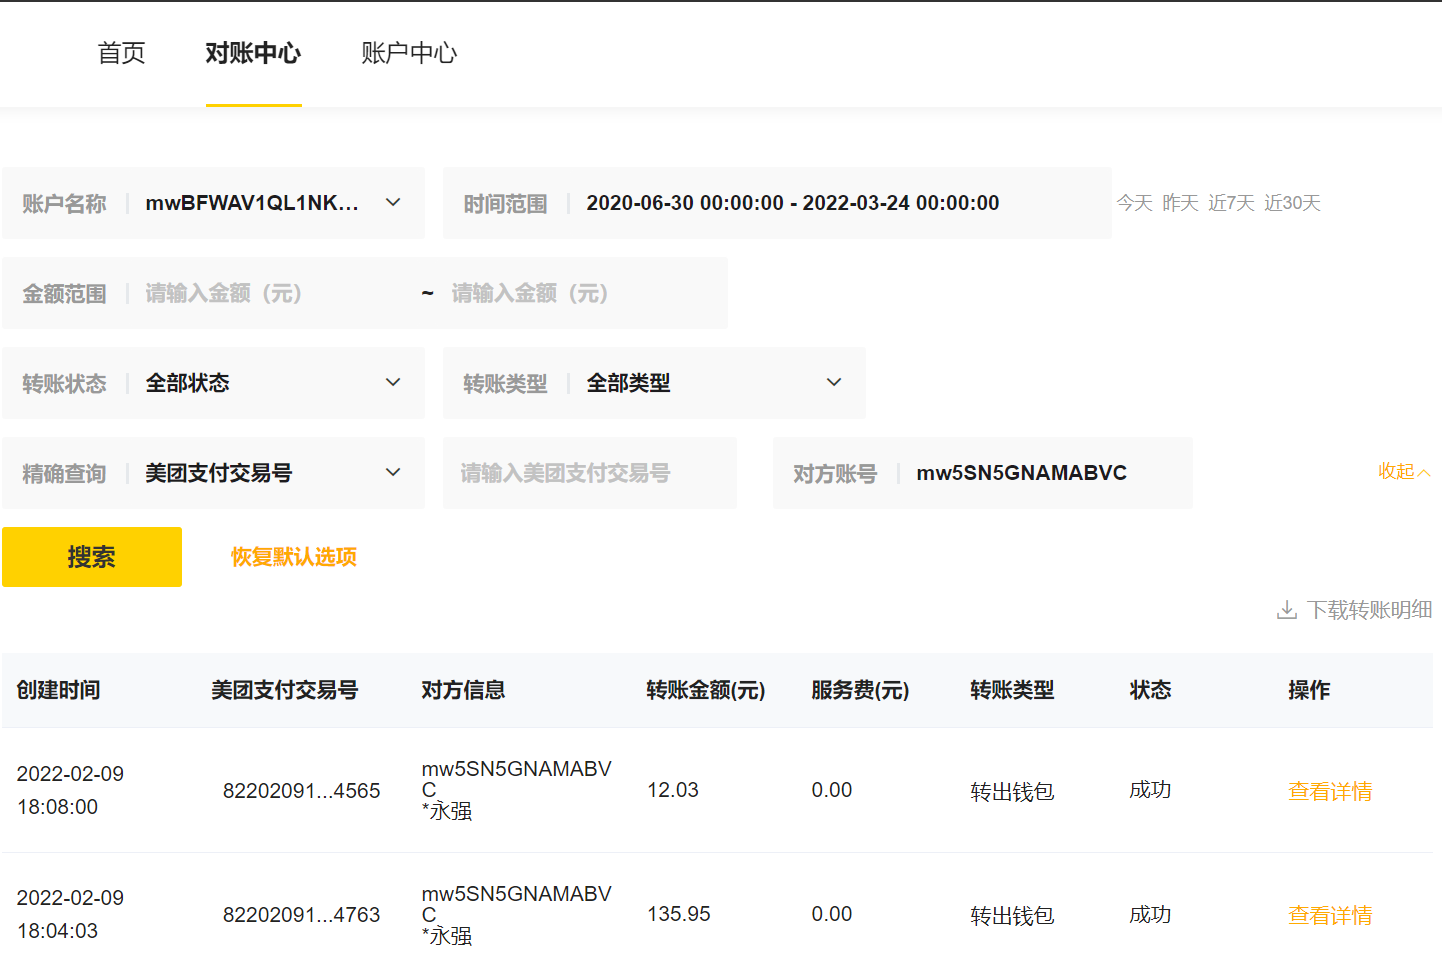 首页 对账中心 账户中心
账户名称 mwBFWAV1QL1NK... 时间范围 2020-06-30 00:00:00 - 2022-03-24 00:00:00 今天 昨天 近7天 近30天
金额范围 请输入金额（元） ~ 请输入金额（元）
转账状态 全部状态 转账类型 全部类型
精确查询 美团支付交易号 请输入美团支付交易号 对方账号 mw5SN5GNAMABVC 收起
搜索 恢复默认选项
下载转账明细
创建时间 美团支付交易号 对方信息 转账金额(元) 服务费(元) 转账类型 状态 操作
2022-02-09
18:08:00
82202091...4565
mw5SN5GNAMABV
C
*永强
12.03 0.00 转出钱包 成功 查看详情
2022-02-09
18:04:03
82202091...4763
mw5SN5GNAMABV
C
*永强
135.95 0.00 转出钱包 成功 查看详情